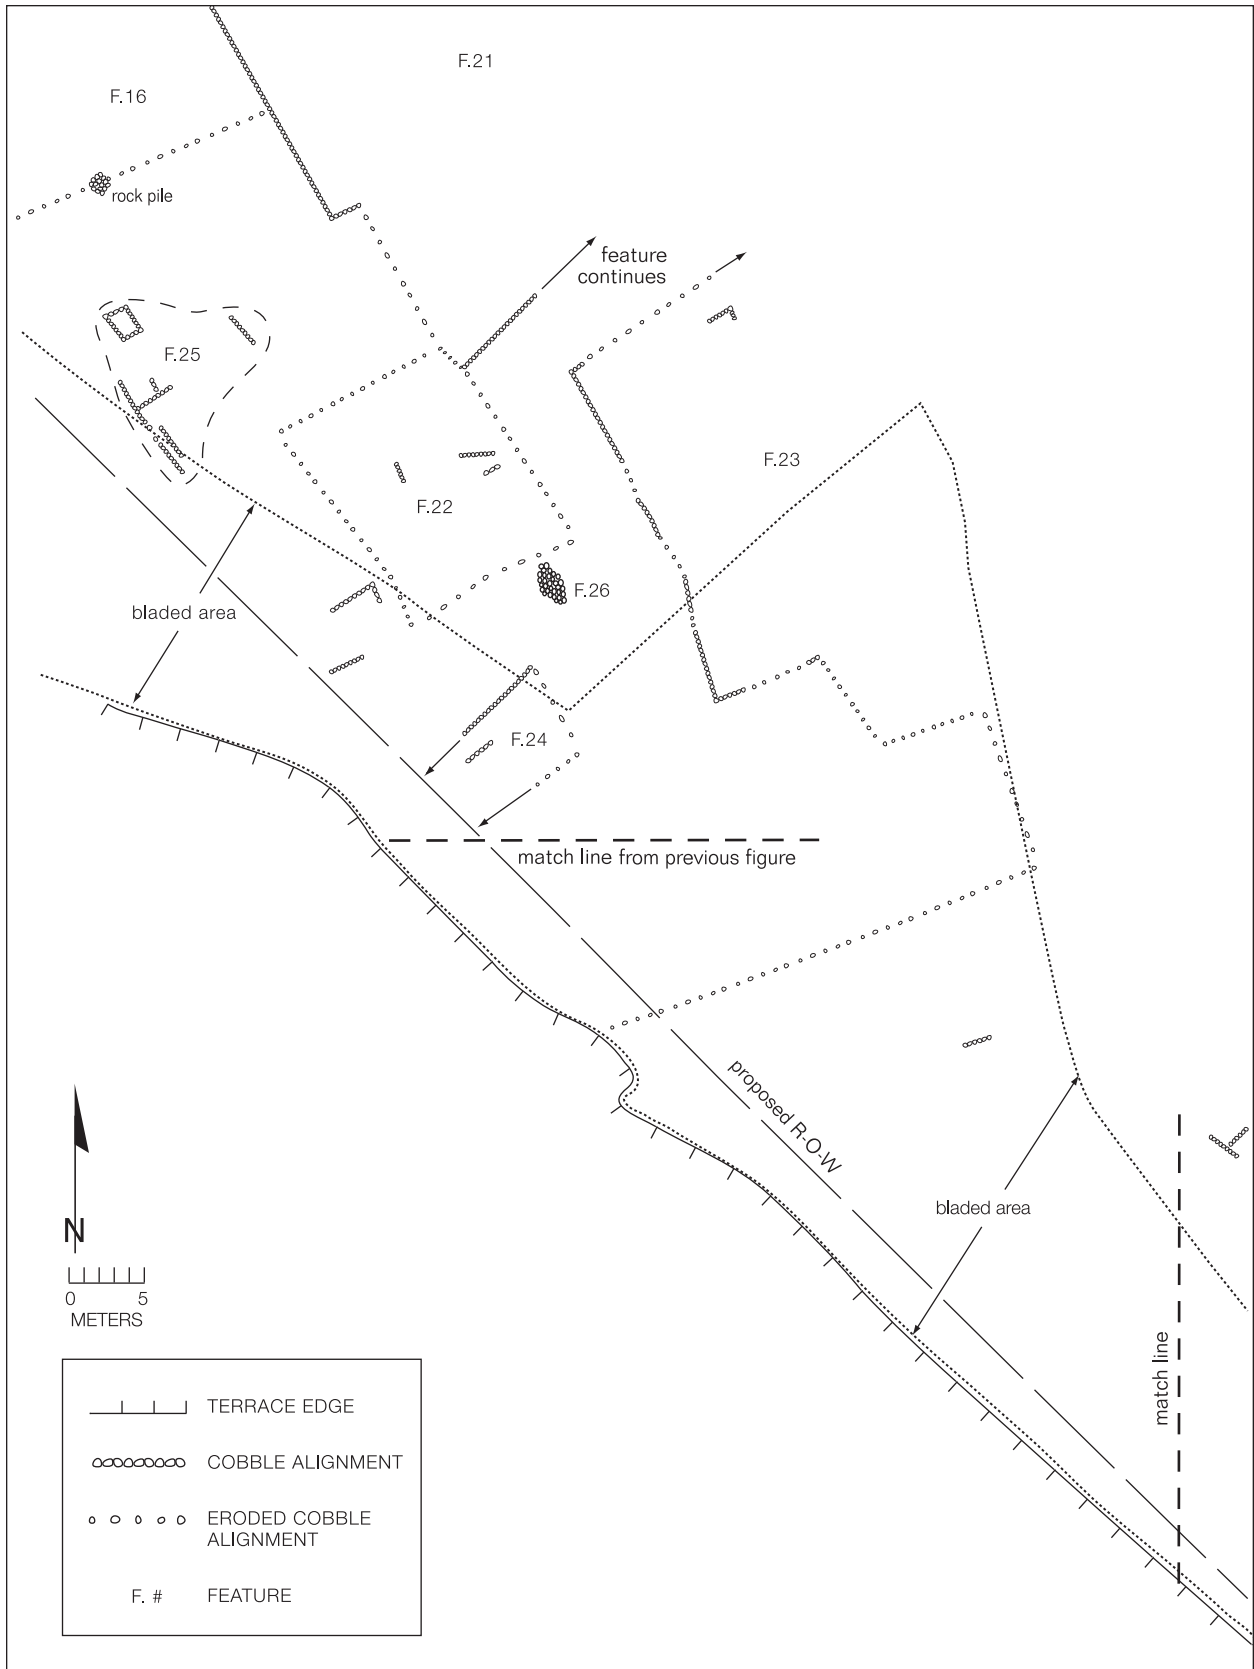 F.21
F.16
rock pile
feature
continues
F.25
F.23
F.22
F.26
bladed area
F.24
match line from previous figure
proposed R-O-W
bladed area
match line
N
0 5
METERS
TERRACE EDGE
COBBLE ALIGNMENT
ERODED COBBLE
ALIGNMENT
F. # FEATURE